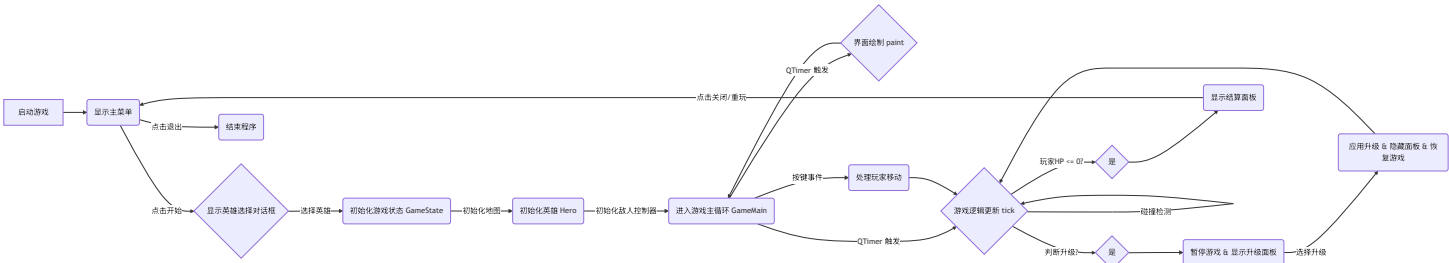 界面绘制 paint
QTimer 触发
点击关闭/重玩
显示结算面板
启动游戏
显示主菜单
点击退出
结束程序
应用升级 & 隐藏面板 & 恢
复游戏
玩家HP <= 0?
是
按键事件
处理玩家移动
点击开始
显示英雄选择对话框
选择英雄
初始化游戏状态 GameState
初始化地图
初始化英雄 Hero
初始化敌人控制器
进入游戏主循环 GameMain
游戏逻辑更新 tick
碰撞检测
QTimer 触发
判断升级?
是
暂停游戏 & 显示升级面板
选择升级